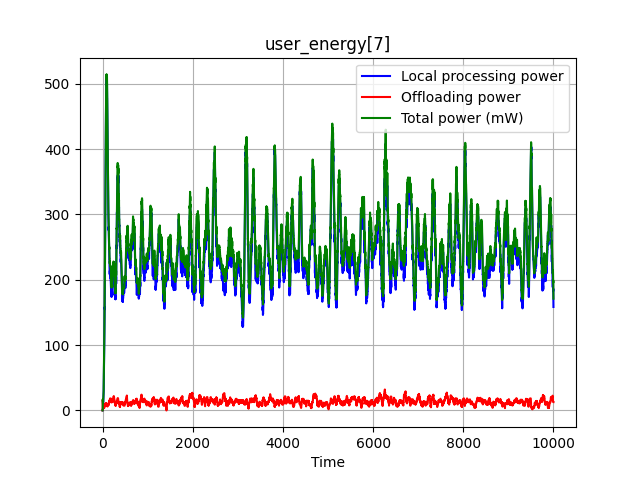 user_energy[7]
Local processing power
Offloading power
Total power (mW)
500
400
300
200
100
0
0 2000 4000 6000 8000 10000
Time